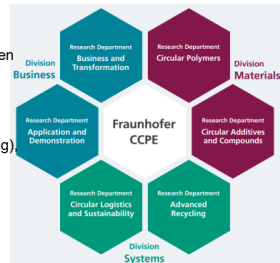 en
Division
Business
Research Department
Business and
Transformation
Research Department
Circular Polymers
Division
Materials
Research Department
Application and
Demonstration
g),
Fraunhofer
CCPE
Research Department
Circular Additives
and Compounds
Research Department
Circular Logistics
and Sustainability
Research Department
Advanced
Recycling
Division
Systems